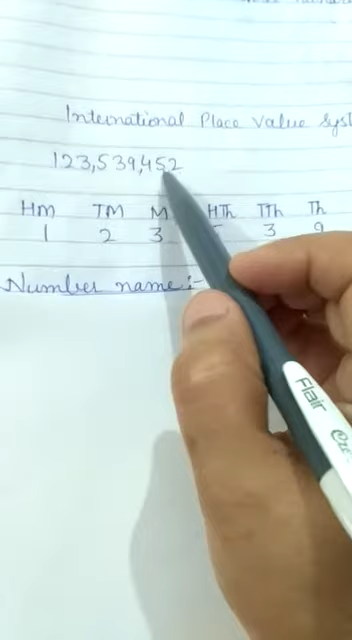 International Place Value
123,539,452
HM TM M HTh TTh Th
1 2 3 3 9
Number name:-
Flair